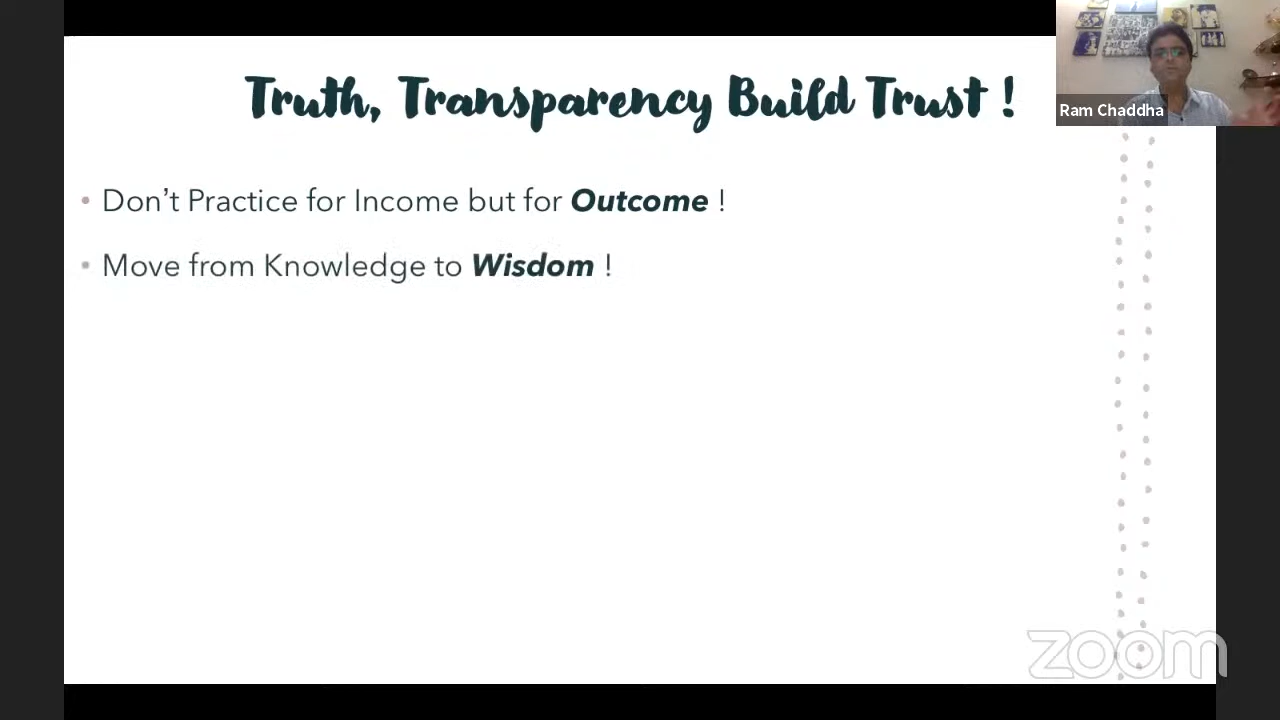 Truth, Transparency Build Trust !
Ram Chaddha
• Don’t Practice for Income but for Outcome !
• Move from Knowledge to Wisdom !
zoom